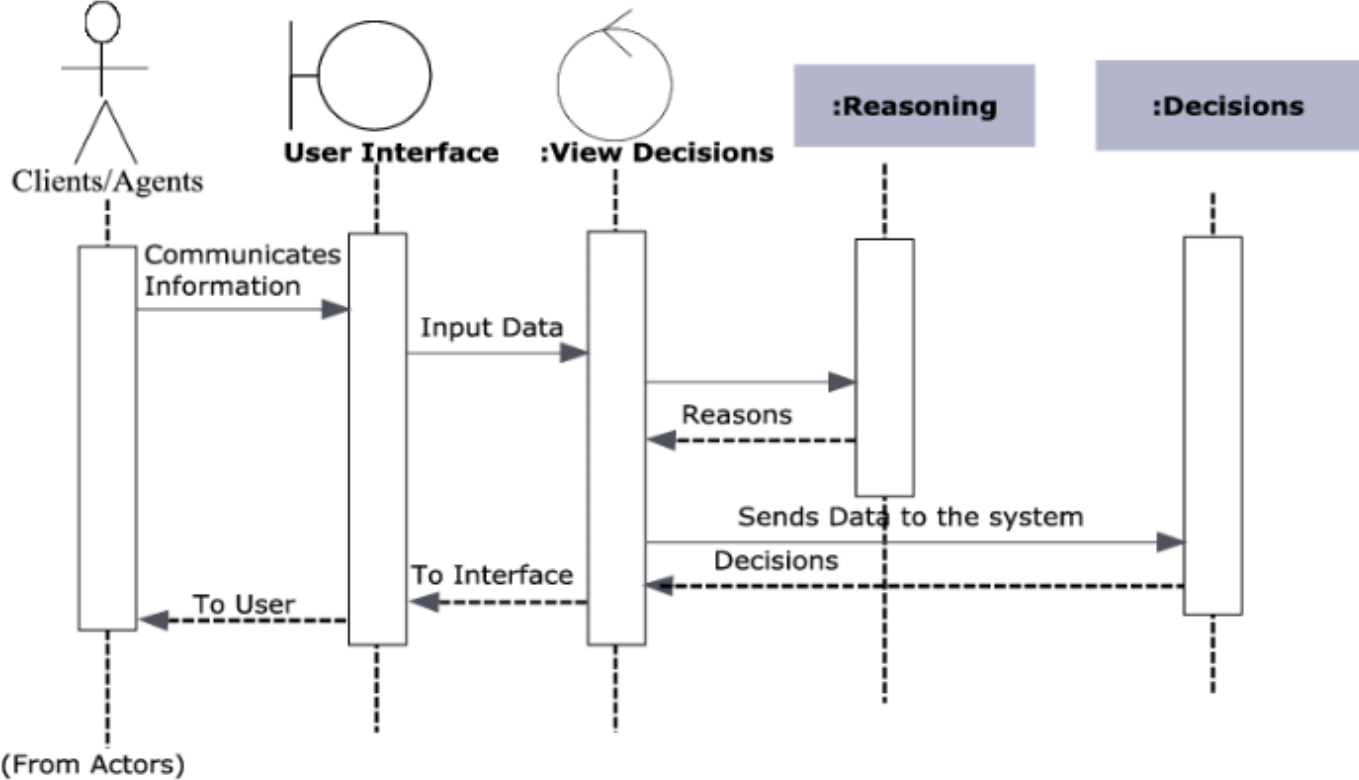 :Reasoning
:Decisions
User Interface
:View Decisions
Clients/Agents
Communicates
Information
Input Data
Reasons
Sends Data to the system
Decisions
To Interface
To User
(From Actors)